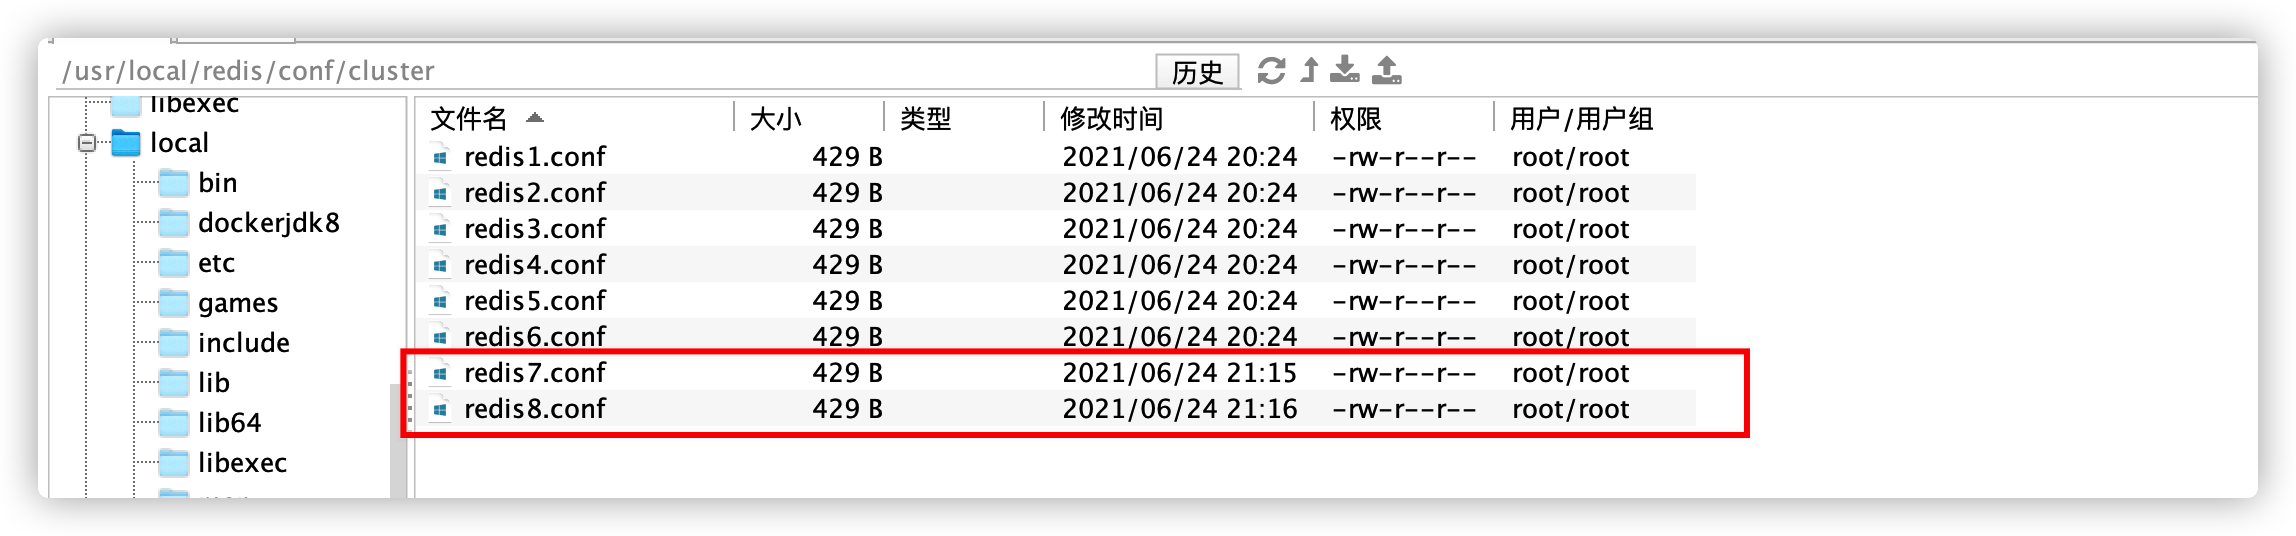 /usr/local/redis/conf/cluster
历史
libexec
local
bin
dockerjdk8
etc
games
include
lib
lib64
libexec
文件名 大小 类型 修改时间 权限 用户/用户组
redis1.conf 429 B 2021/06/24 20:24 -rw-r--r-- root/root
redis2.conf 429 B 2021/06/24 20:24 -rw-r--r-- root/root
redis3.conf 429 B 2021/06/24 20:24 -rw-r--r-- root/root
redis4.conf 429 B 2021/06/24 20:24 -rw-r--r-- root/root
redis5.conf 429 B 2021/06/24 20:24 -rw-r--r-- root/root
redis6.conf 429 B 2021/06/24 20:24 -rw-r--r-- root/root
redis7.conf 429 B 2021/06/24 21:15 -rw-r--r-- root/root
redis8.conf 429 B 2021/06/24 21:16 -rw-r--r-- root/root